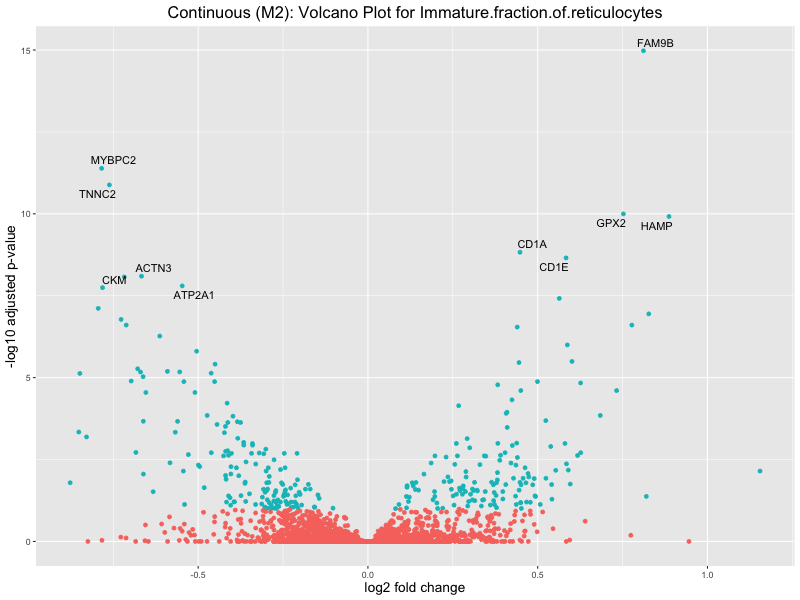 Continuous (M2): Volcano Plot for Immature.fraction.of.reticulocytes
FAM9B
15
MYBPC2
TNNC2
10
GPX2
HAMP
CD1A
CD1E
ACTN3
CKM
ATP2A1
5
0
-0.5
0.0
0.5
1.0
-log10 adjusted p-value
log2 fold change